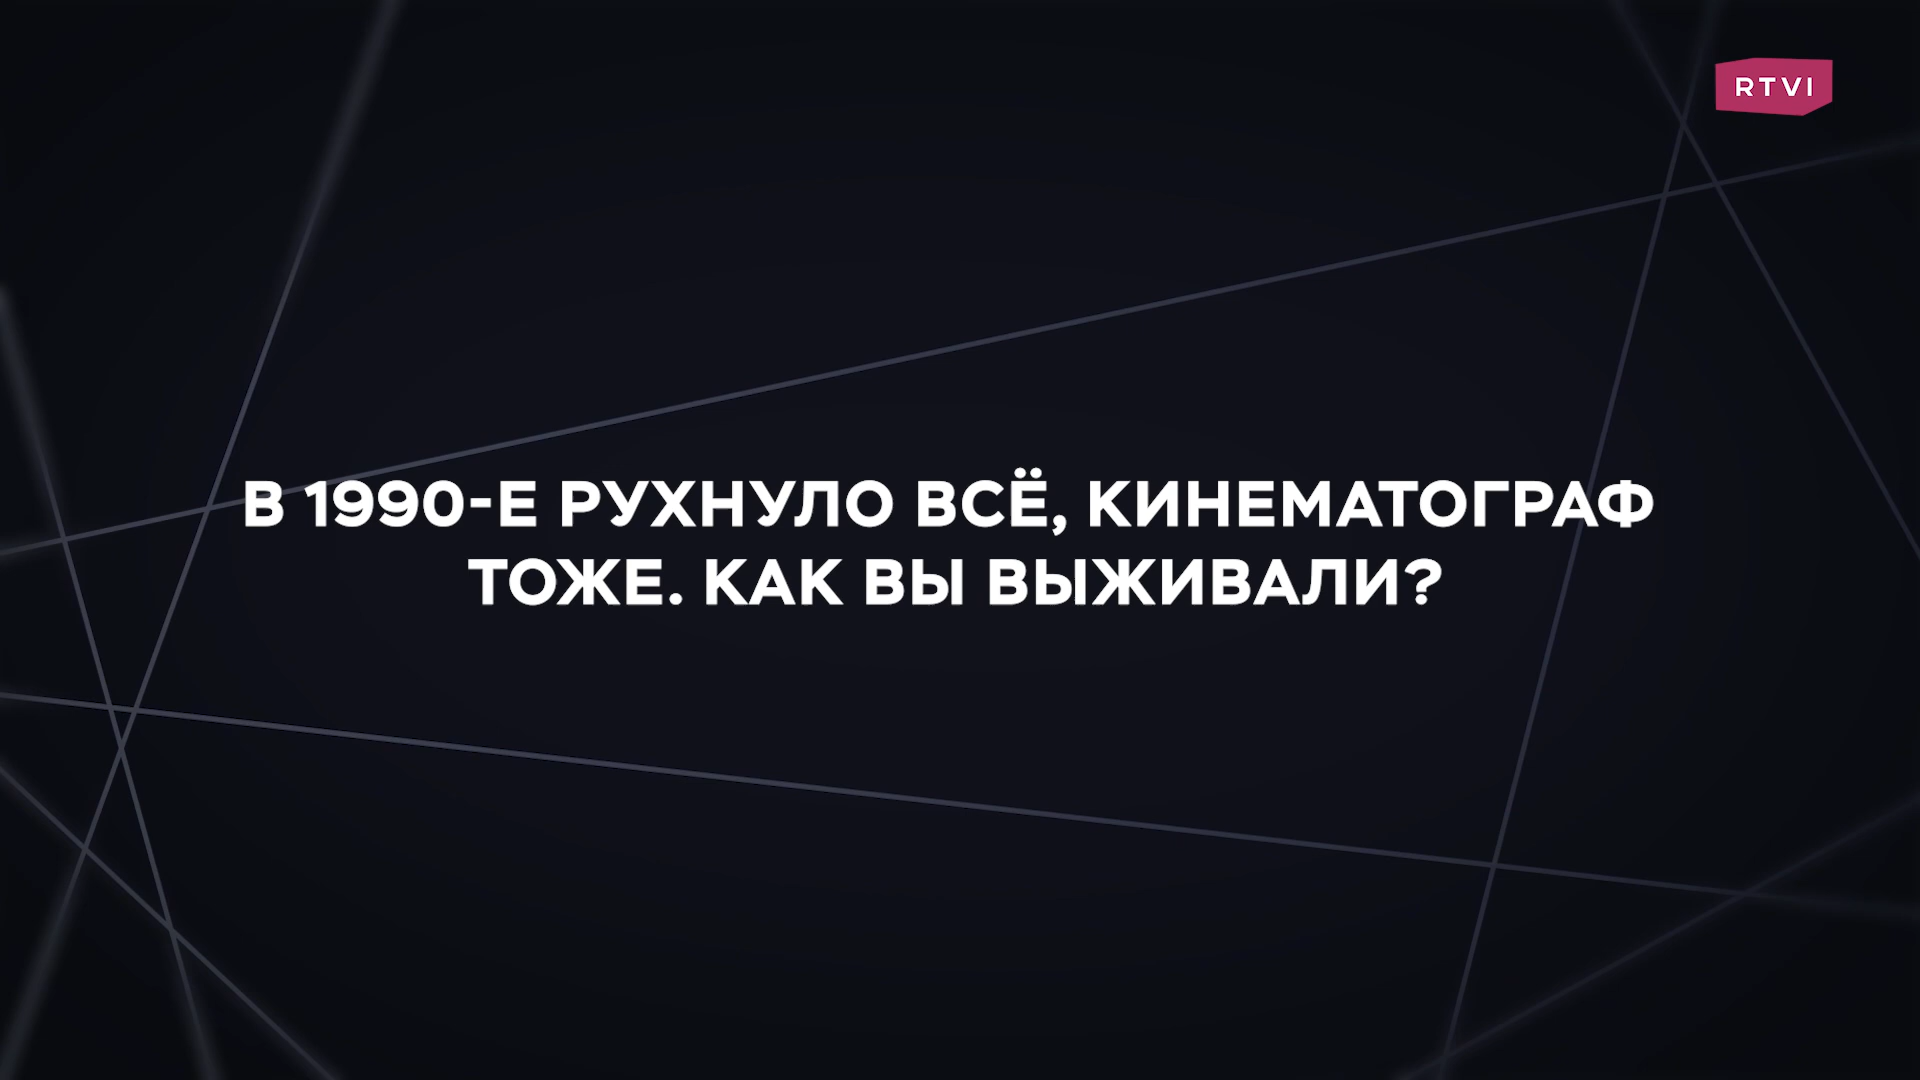 RTVI
В 1990-Е РУХНУЛО ВСЁ, КИНЕМАТОГРАФ
ТОЖЕ. КАК ВЫ ВЫЖИВАЛИ?